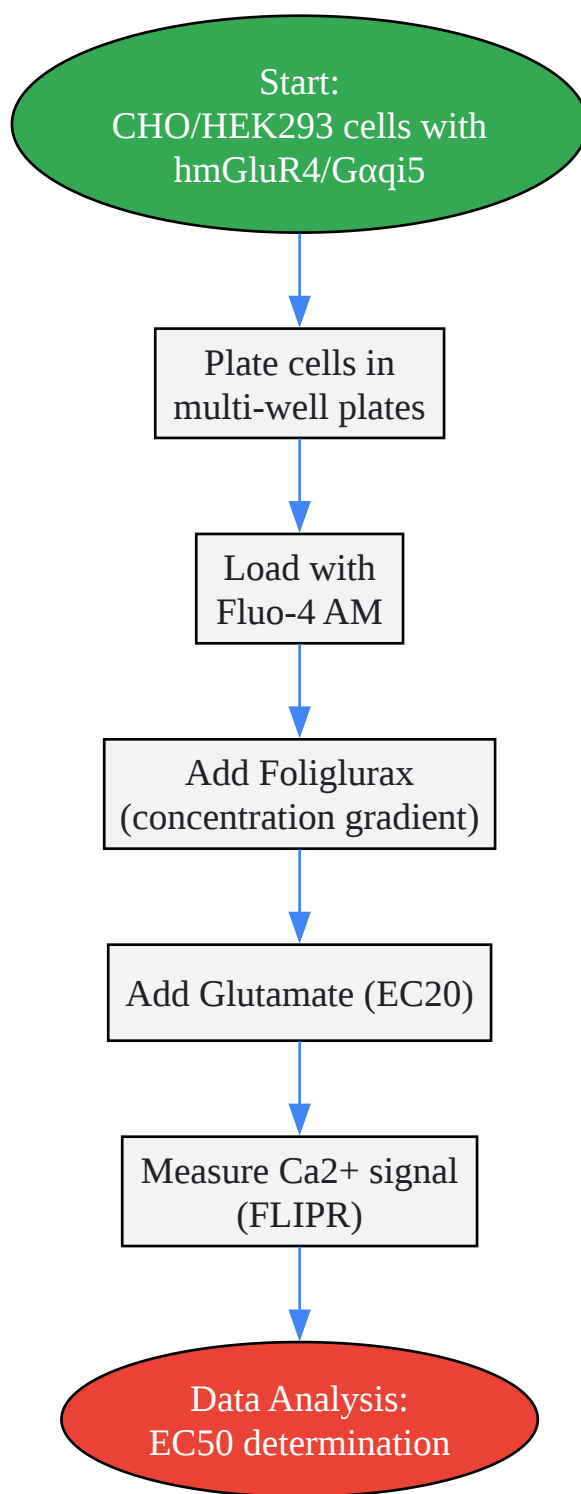 Start:
CHO/HEK293 cells with
hmGluR4/Gαqi5
Plate cells in
multi-well plates
Load with
Fluo-4 AM
Add Foliglurax
(concentration gradient)
Add Glutamate (EC20)
Measure Ca2+ signal
(FLIPR)
Data Analysis:
EC50 determination